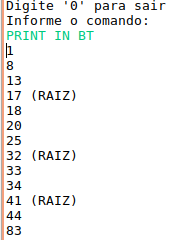 Digite '0' para sair
Informe o comando:
PRINT IN BT
1
8
13
17 (RAIZ)
18
20
25
32 (RAIZ)
33
34
41 (RAIZ)
44
83